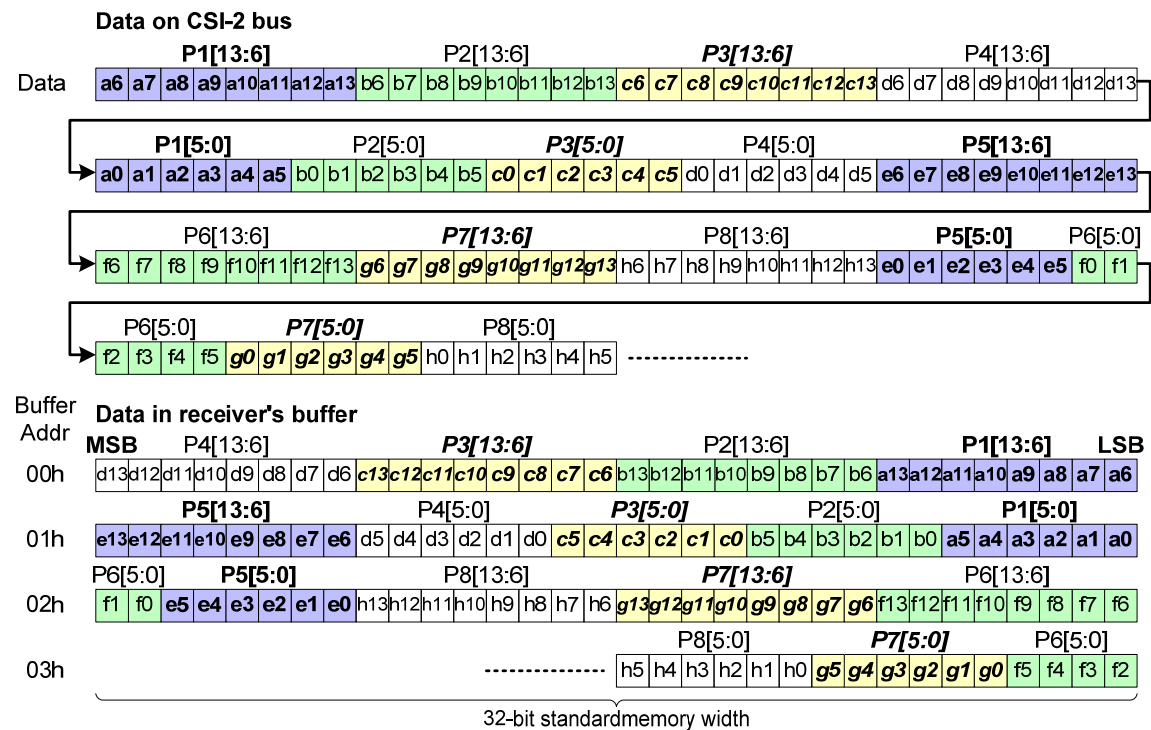 Data on CSI-2 bus
P1[13:6] P2[13:6] P3[13:6] P4[13:6]
Data a6 a7 a8 a9 a10 a11 a12 a13 b6 b7 b8 b9 b10 b11 b12 b13 c6 c7 c8 c9 c10 c11 c12 c13 d6 d7 d8 d9 d10 d11 d12 d13
P1[5:0] P2[5:0] P3[5:0] P4[5:0] P5[13:6]
a0 a1 a2 a3 a4 a5 b0 b1 b2 b3 b4 b5 c0 c1 c2 c3 c4 c5 d0 d1 d2 d3 d4 d5 e6 e7 e8 e9 e10 e11 e12 e13
P6[13:6] P7[13:6] P8[13:6] P5[5:0] P6[5:0]
f6 f7 f8 f9 f10 f11 f12 f13 g6 g7 g8 g9 g10 g11 g12 g13 h6 h7 h8 h9 h10 h11 h12 h13 e0 e1 e2 e3 e4 e5 f0 f1
P6[5:0] P7[5:0] P8[5:0]
f2 f3 f4 f5 g0 g1 g2 g3 g4 g5 h0 h1 h2 h3 h4 h5
Buffer Addr
Data in receiver's buffer
MSB P4[13:6] P3[13:6] P2[13:6] P1[13:6] LSB
00h d13 d12 d11 d10 d9 d8 d7 d6 c13 c12 c11 c10 c9 c8 c7 c6 b13 b12 b11 b10 b9 b8 b7 b6 a13 a12 a11 a10 a9 a8 a7 a6
P5[13:6] P4[5:0] P3[5:0] P2[5:0] P1[5:0]
01h e13 e12 e11 e10 e9 e8 e7 e6 d5 d4 d3 d2 d1 d0 c5 c4 c3 c2 c1 c0 b5 b4 b3 b2 b1 b0 a5 a4 a3 a2 a1 a0
P6[5:0] P5[5:0] P8[13:6] P7[13:6] P6[13:6]
02h f1 f0 e5 e4 e3 e2 e1 e0 h13 h12 h11 h10 h9 h8 h7 h6 g13 g12 g11 g10 g9 g8 g7 g6 f13 f12 f11 f10 f9 f8 f7 f6
P8[5:0] P7[5:0] P6[5:0]
03h h5 h4 h3 h2 h1 h0 g5 g4 g3 g2 g1 g0 f5 f4 f3 f2
32-bit standardmemory width